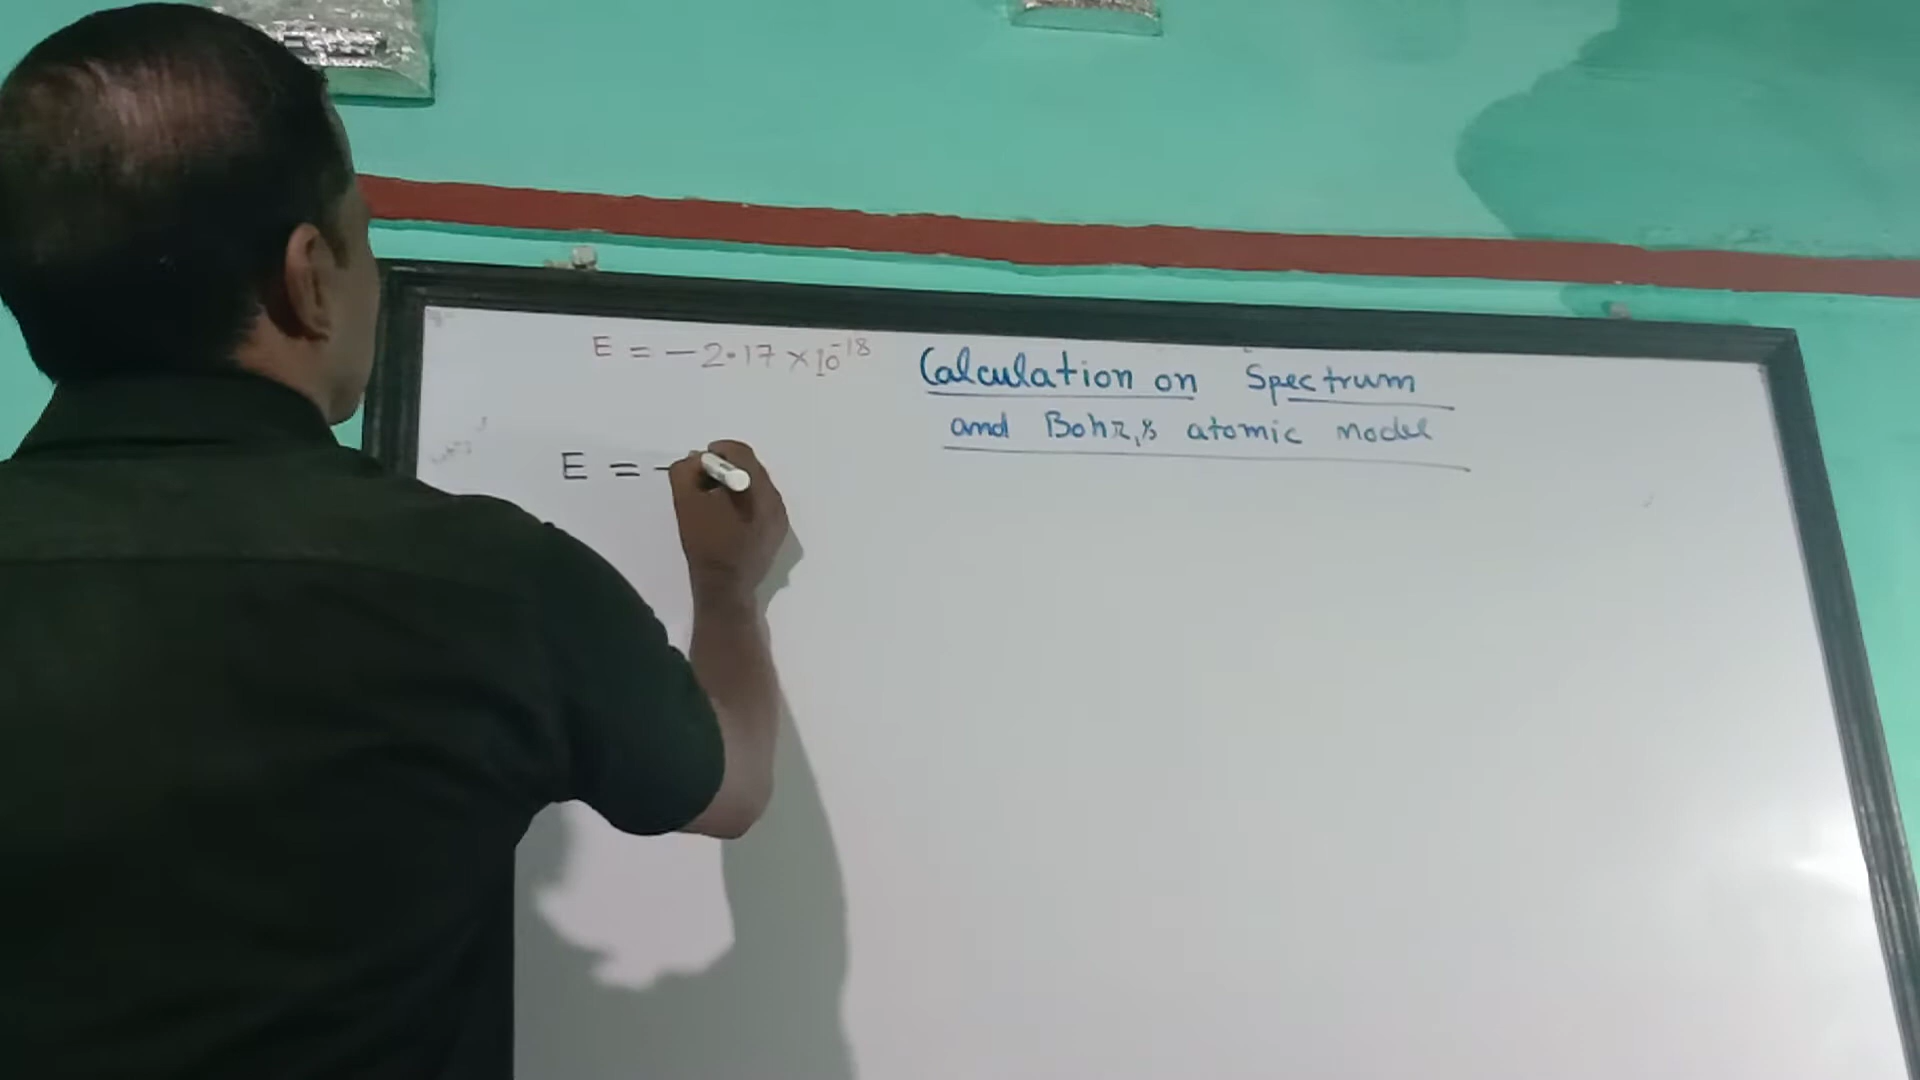 E = -2.17 × 10⁻¹⁸
Calculation on Spectrum
and Bohr,s atomic model
E = -